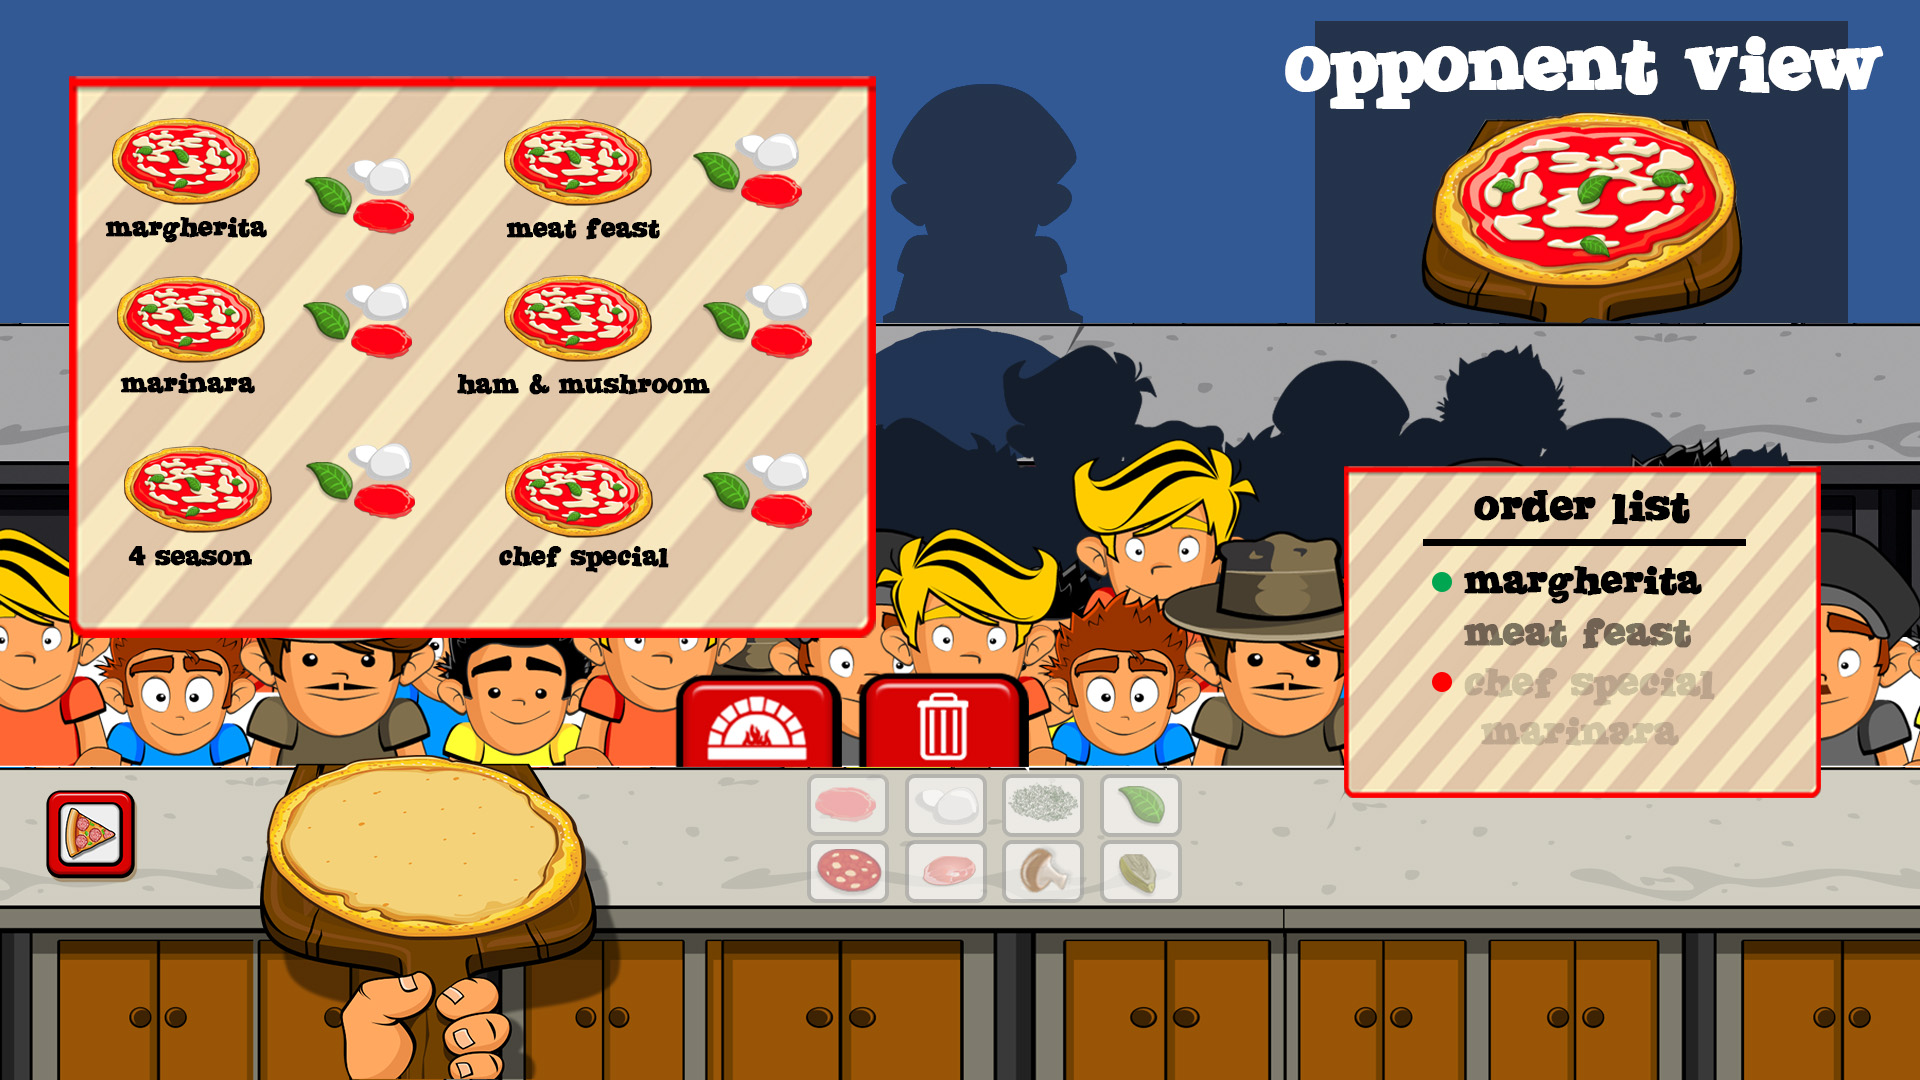 opponent view
margherita
meat feast
marinara
ham & mushroom
4 season
chef special
order list
margherita
meat feast
chef special
marinara